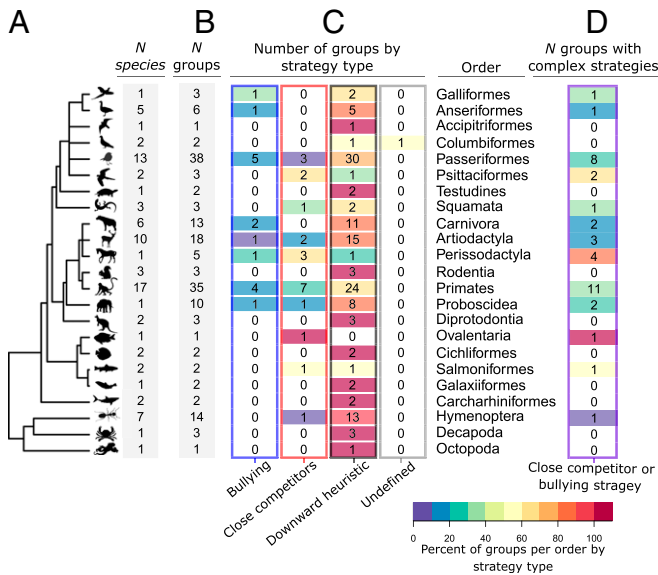 A B C D
N species N groups Number of groups by strategy type Order N groups with complex strategies
1 3 1 0 2 0 Galliformes 1
5 6 1 0 5 0 Anseriformes 1
1 1 0 0 1 0 Accipitriformes 0
2 2 0 0 1 1 Columbiformes 0
13 38 5 3 30 0 Passeriformes 8
2 3 0 2 1 0 Psittaciformes 2
1 2 0 0 2 0 Testudines 0
3 3 0 1 2 0 Squamata 1
6 13 2 0 11 0 Carnivora 2
10 18 1 2 15 0 Artiodactyla 3
1 5 1 3 1 0 Perissodactyla 4
3 3 0 0 3 0 Rodentia 0
17 35 4 7 24 0 Primates 11
1 10 1 1 8 0 Proboscidea 2
2 3 0 0 3 0 Diprotodontia 0
1 1 0 1 0 0 Ovalentaria 1
2 2 0 0 2 0 Cichliformes 0
2 2 0 1 1 0 Salmoniformes 1
1 2 0 0 2 0 Galaxiiformes 0
2 2 0 0 2 0 Carcharhiniformes 0
7 14 0 1 13 0 Hymenoptera 1
1 3 0 0 3 0 Decapoda 0
1 1 0 0 1 0 Octopoda 0
Bullying
Close competitors
Downward heuristic
Undefined
Close competitor or
bullying stragey
0 20 40 60 80 100
Percent of groups per order by
strategy type